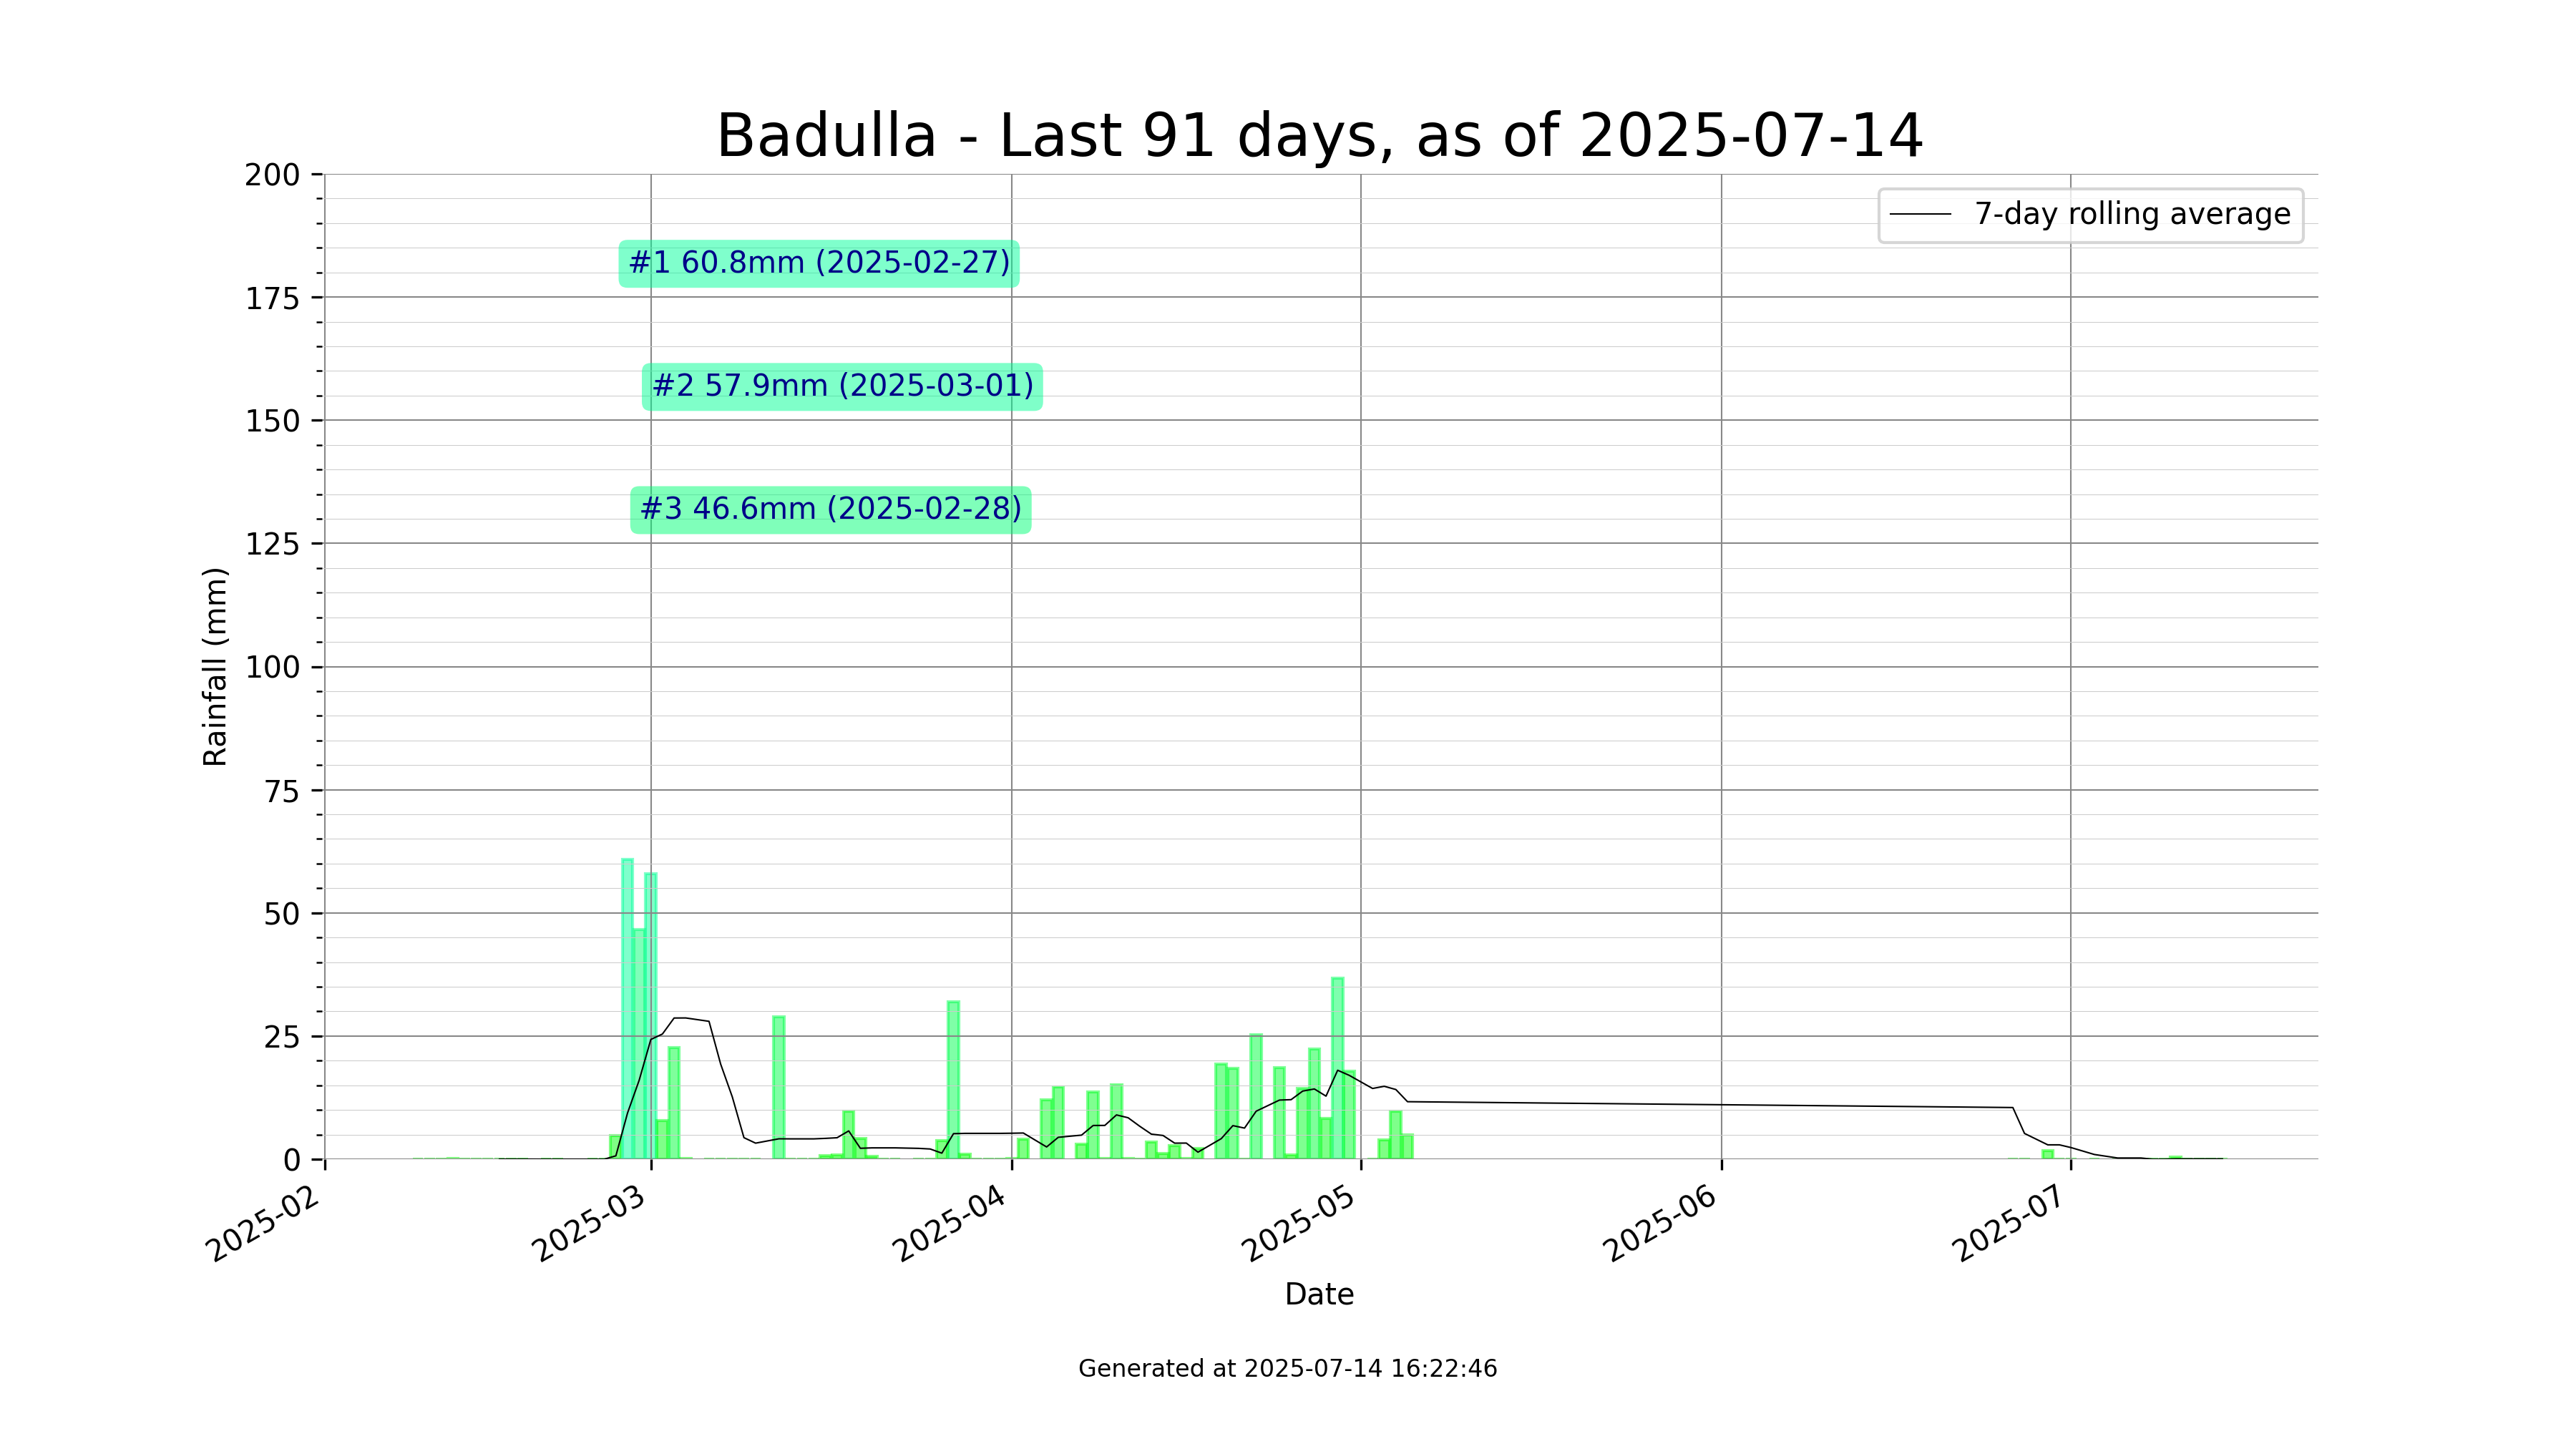 Badulla - Last 91 days, as of 2025-07-14
7-day rolling average
#1 60.8mm (2025-02-27)
#2 57.9mm (2025-03-01)
#3 46.6mm (2025-02-28)
Rainfall (mm)
200
175
150
125
100
75
50
25
0
2025-02
2025-03
2025-04
2025-05
2025-06
2025-07
Date
Generated at 2025-07-14 16:22:46